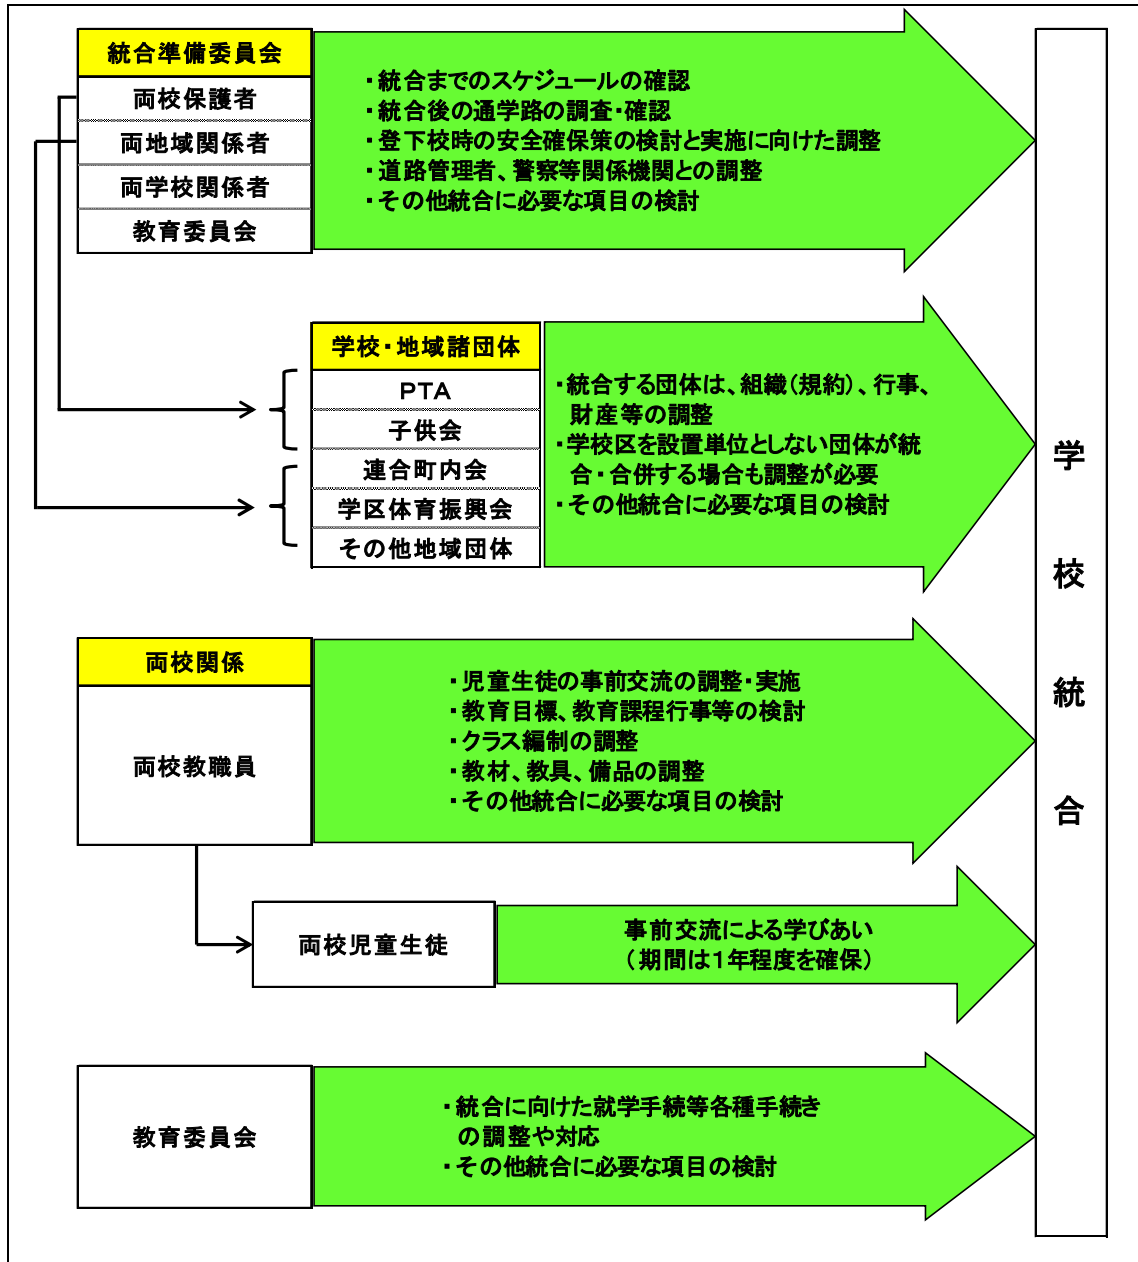 統合準備委員会
両校保護者
両地域関係者
両学校関係者
教育委員会
・統合までのスケジュールの確認
・統合後の通学路の調査・確認
・登下校時の安全確保策の検討と実施に向けた調整
・道路管理者、警察等関係機関との調整
・その他統合に必要な項目の検討
学校・地域諸団体
PTA
子供会
連合町内会
学区体育振興会
その他地域団体
・統合する団体は、組織（規約）、行事、
財産等の調整
・学校区を設置単位としない団体が統
合・合併する場合も調整が必要
・その他統合に必要な項目の検討
両校関係
両校教職員
・児童生徒の事前交流の調整・実施
・教育目標、教育課程行事等の検討
・クラス編制の調整
・教材、教具、備品の調整
・その他統合に必要な項目の検討
両校児童生徒
事前交流による学びあい
（期間は１年程度を確保）
教育委員会
・統合に向けた就学手続等各種手続き
の調整や対応
・その他統合に必要な項目の検討
学校統合